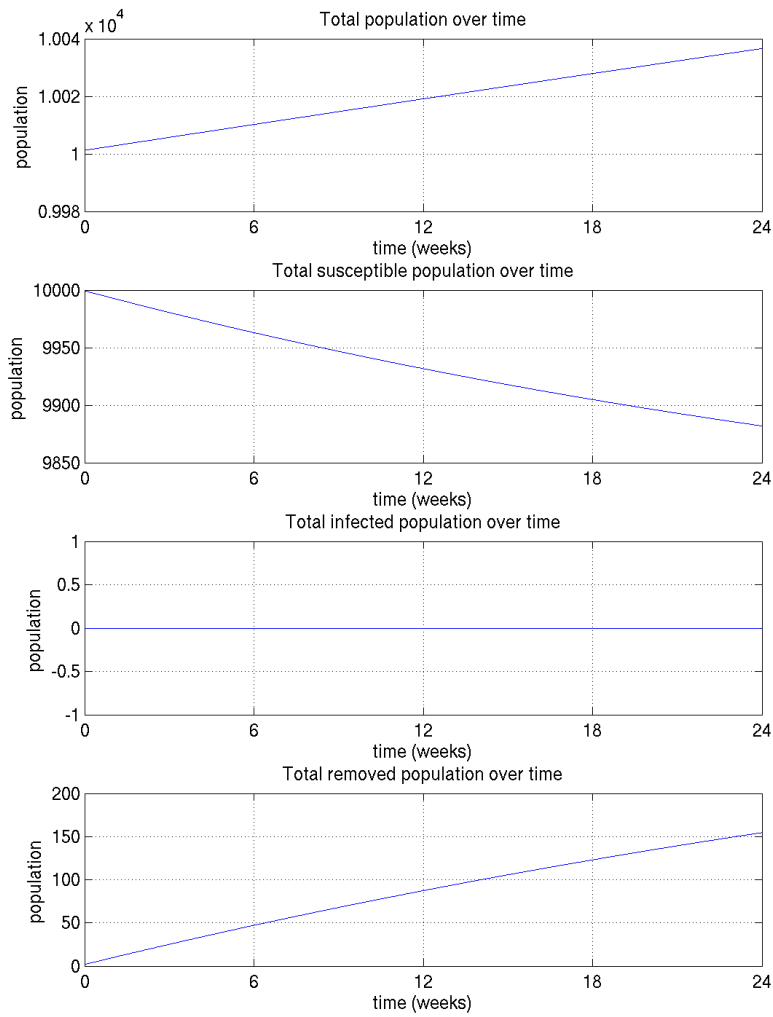 Total population over time
x 10^4
1.004
1.002
1
0.998
population
0 6 12 18 24
time (weeks)
Total susceptible population over time
10000
9950
9900
9850
population
0 6 12 18 24
time (weeks)
Total infected population over time
1
0.5
0
-0.5
-1
population
0 6 12 18 24
time (weeks)
Total removed population over time
200
150
100
50
0
population
0 6 12 18 24
time (weeks)